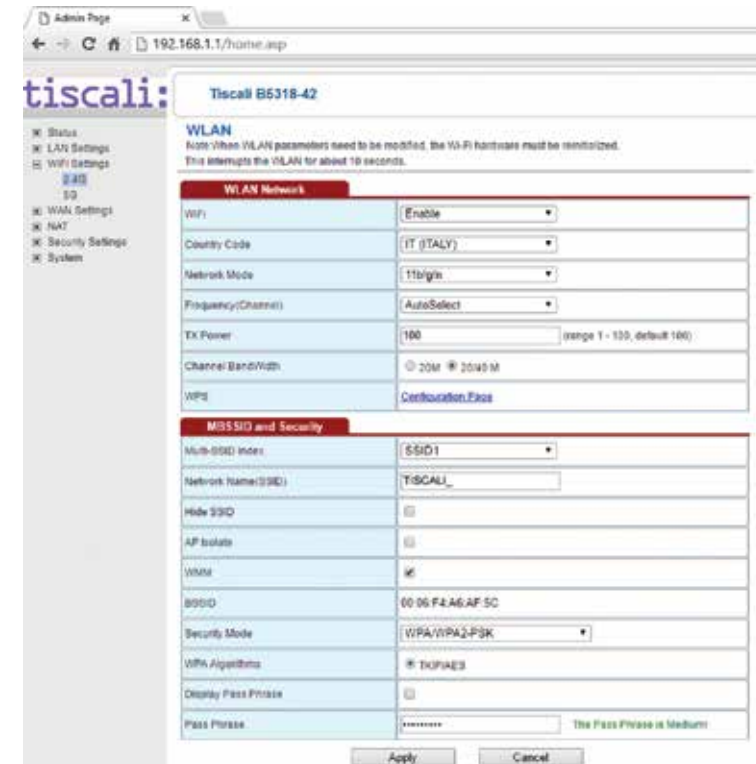 Admin Page
192.168.1.1/home.asp
tiscali:
Tiscali B5318-42
Status
LAN Settings
WiFi Settings
2.4G
5G
WAN Settings
NAT
Security Settings
System
WLAN
Note:When WLAN parameters need to be modified, the Wi-Fi hardware must be reinitialized.
This interrupts the WLAN for about 10 seconds.
WLAN Network
WiFi Enable
Country Code IT (ITALY)
Network Mode 11b/g/n
Frequency(Channel) AutoSelect
TX Power 100 (range 1 - 100, default 100)
Channel BandWidth 20M 20/40 M
WPS Configuration Page
MBSSID and Security
Multi-SSID Index SSID1
Network Name(SSID) TISCALI_
Hide SSID
AP Isolate
WMM
BSSID 00:06:F4:A6:AF:5C
Security Mode WPA/WPA2-PSK
WPA Algorithms TKIP/AES
Display Pass Phrase
Pass Phrase ••••••••• The Pass Phrase is Medium!
Apply Cancel